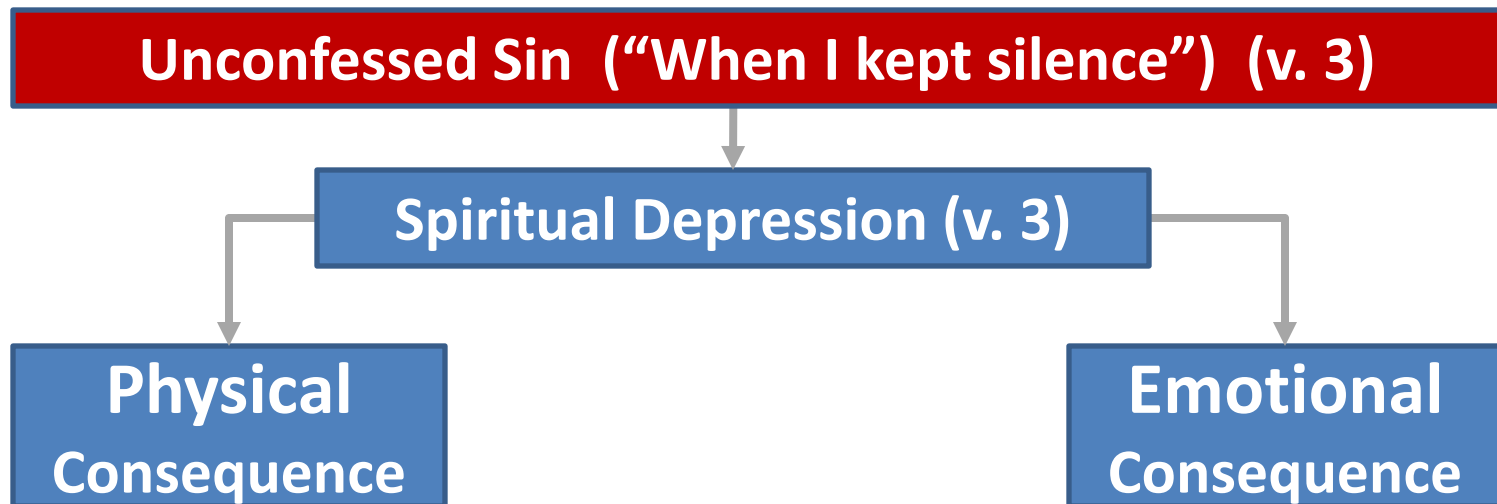 Unconfessed Sin (“When I kept silence”) (v. 3)
Spiritual Depression (v. 3)
Physical
Consequence
Emotional
Consequence